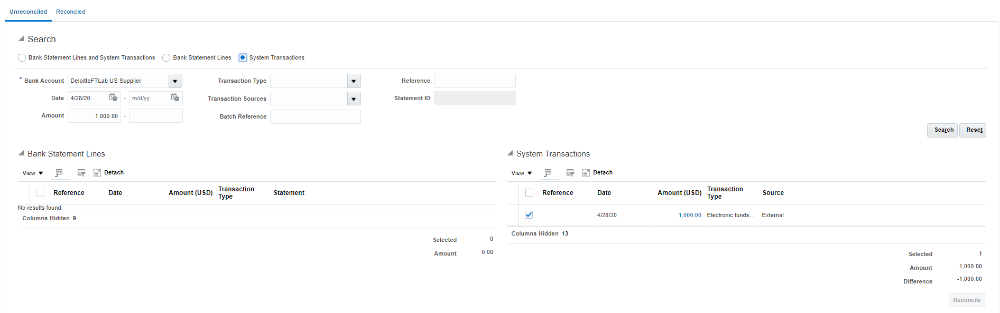 Unreconciled Reconciled
Search
Bank Statement Lines and System Transactions Bank Statement Lines System Transactions
* Bank Account DeloitteFTLab US Supplier Transaction Type Reference
Date 4/28/20 - m/d/yy Transaction Sources Statement ID
Amount 1,000.00 - Batch Reference
Search Reset
Bank Statement Lines
View Detach
Reference Date Amount (USD) Transaction Type Statement
No results found.
Columns Hidden 9
Selected 0
Amount 0.00
System Transactions
View Detach
Reference Date Amount (USD) Transaction Type Source
4/28/20 1,000.00 Electronic funds... External
Columns Hidden 13
Selected 1
Amount 1,000.00
Difference -1,000.00
Reconcile